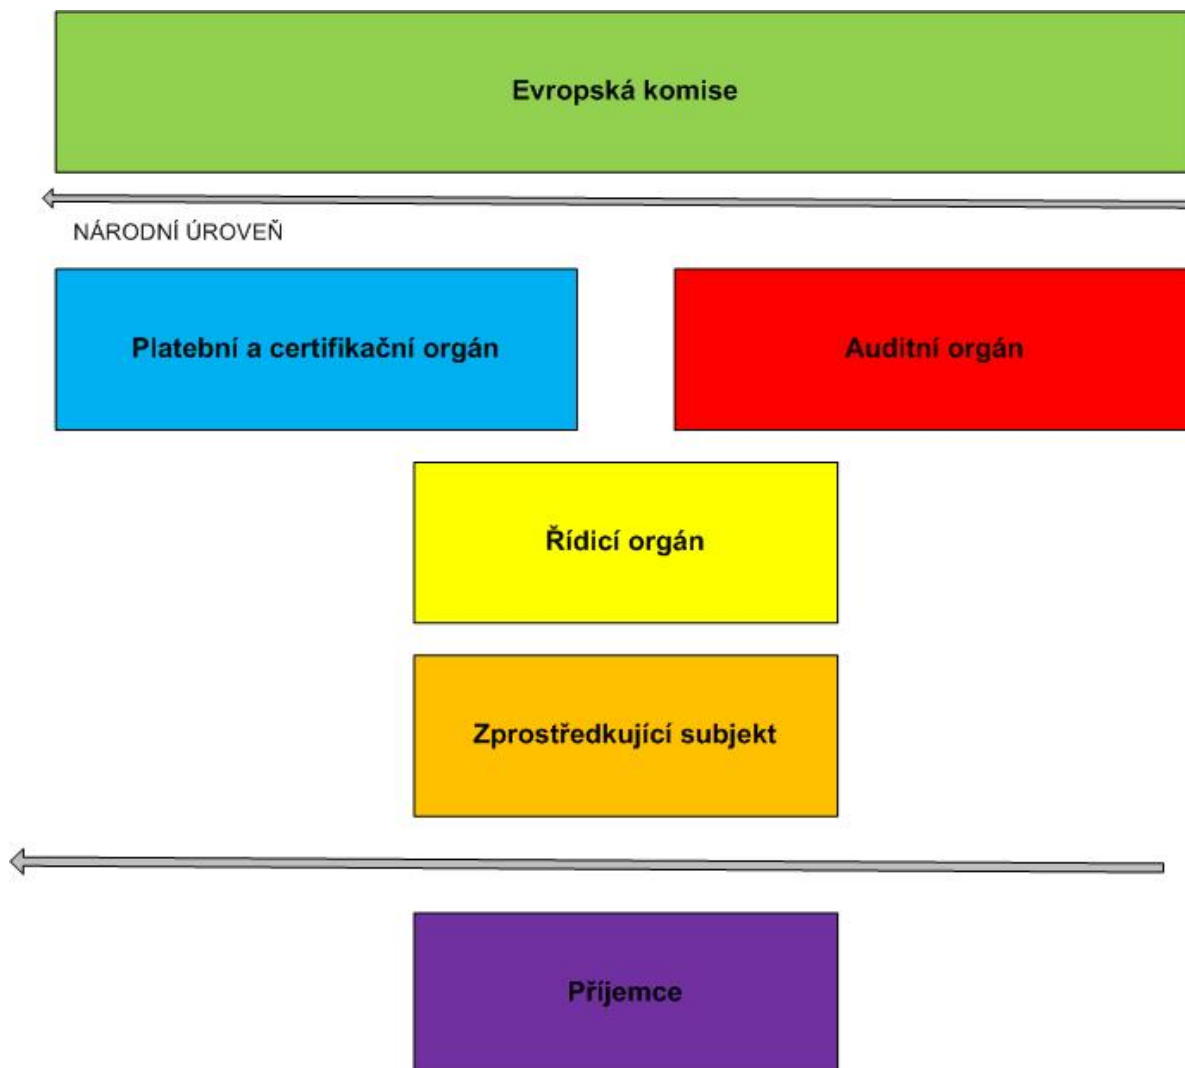 Evropská komise
NÁRODNÍ ÚROVEŇ
Platební a certifikační orgán
Auditní orgán
Řídicí orgán
Zprostředkující subjekt
Příjemce